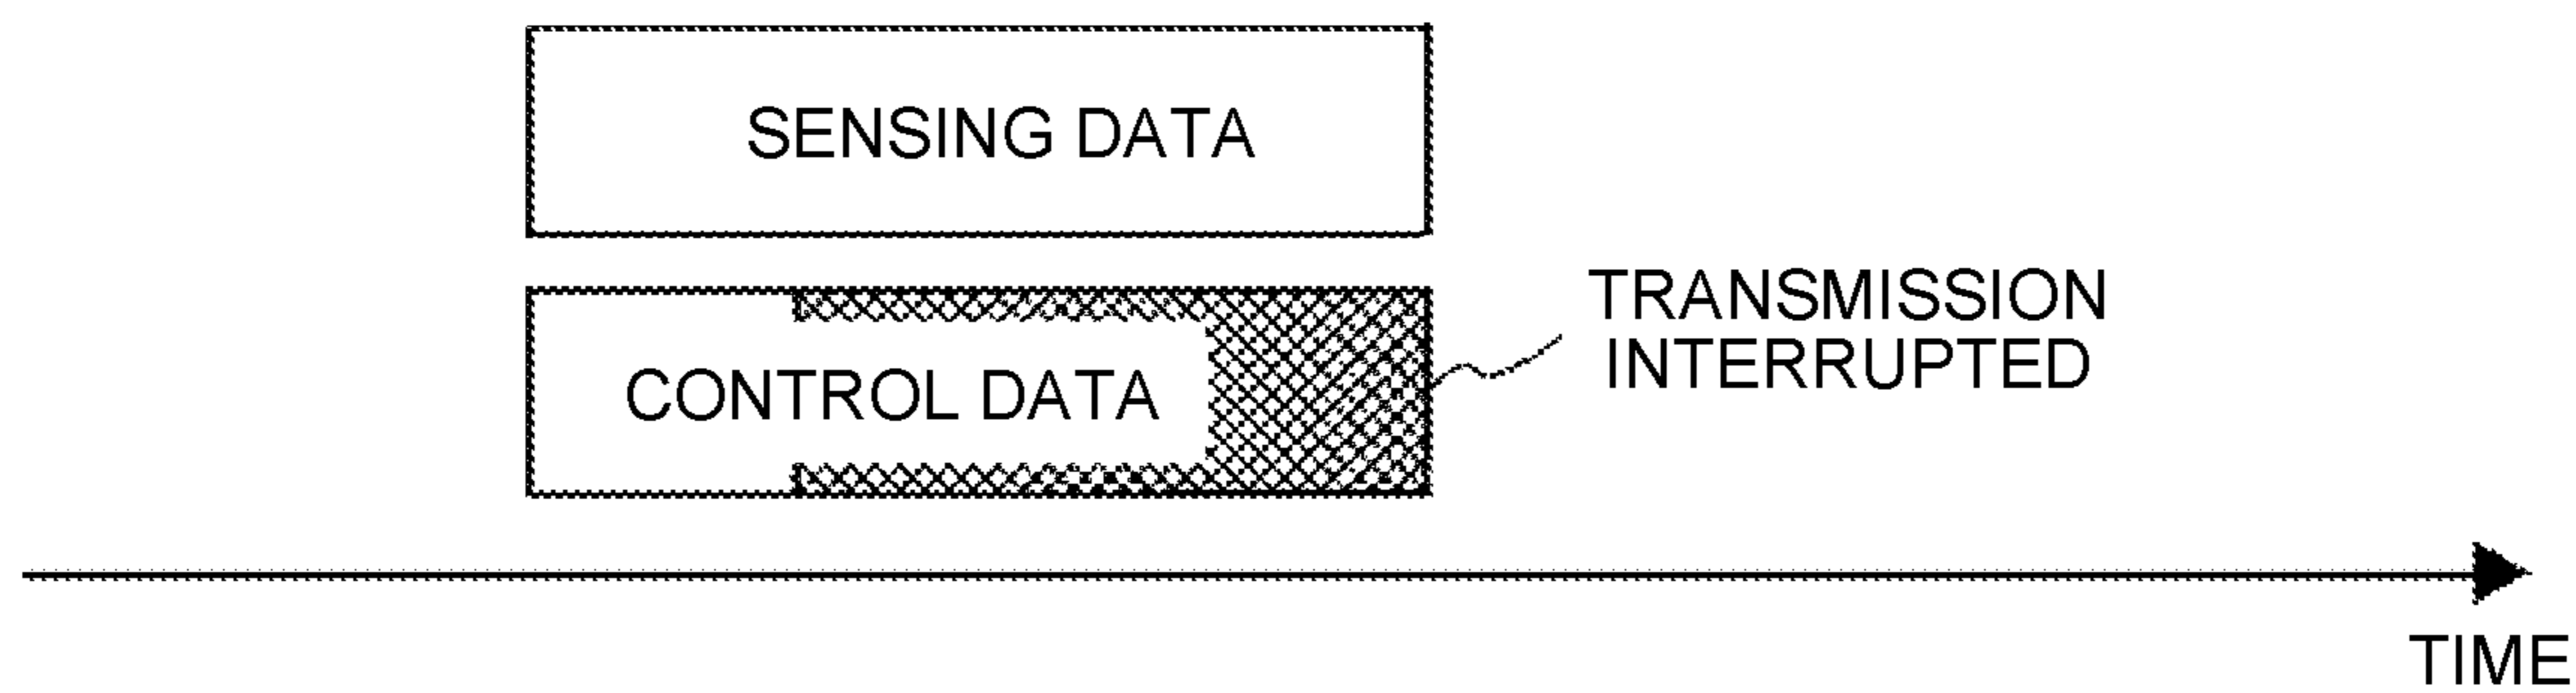 SENSING DATA
TRANSMISSION
INTERRUPTED
CONTROL DATA
TIME